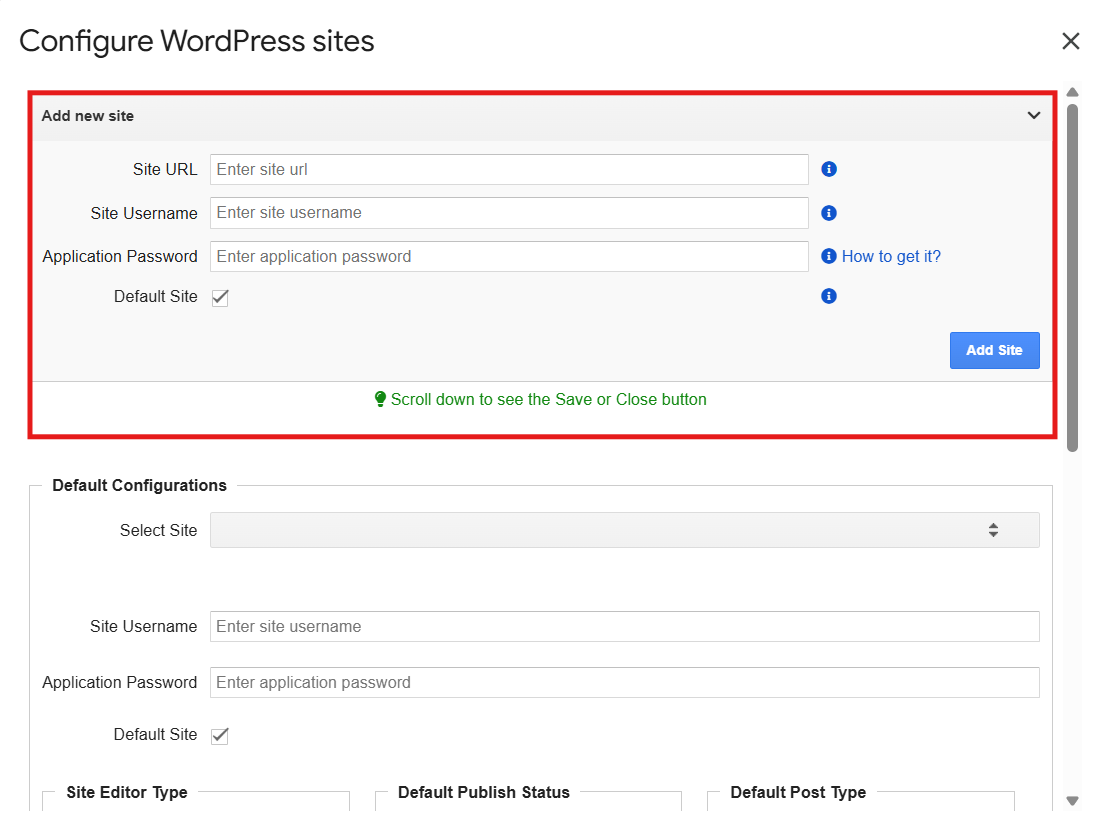 Configure WordPress sites
Add new site
Site URL Enter site url
Site Username Enter site username
Application Password Enter application password How to get it?
Default Site
Add Site
Scroll down to see the Save or Close button
Default Configurations
Select Site
Site Username Enter site username
Application Password Enter application password
Default Site
Site Editor Type Default Publish Status Default Post Type